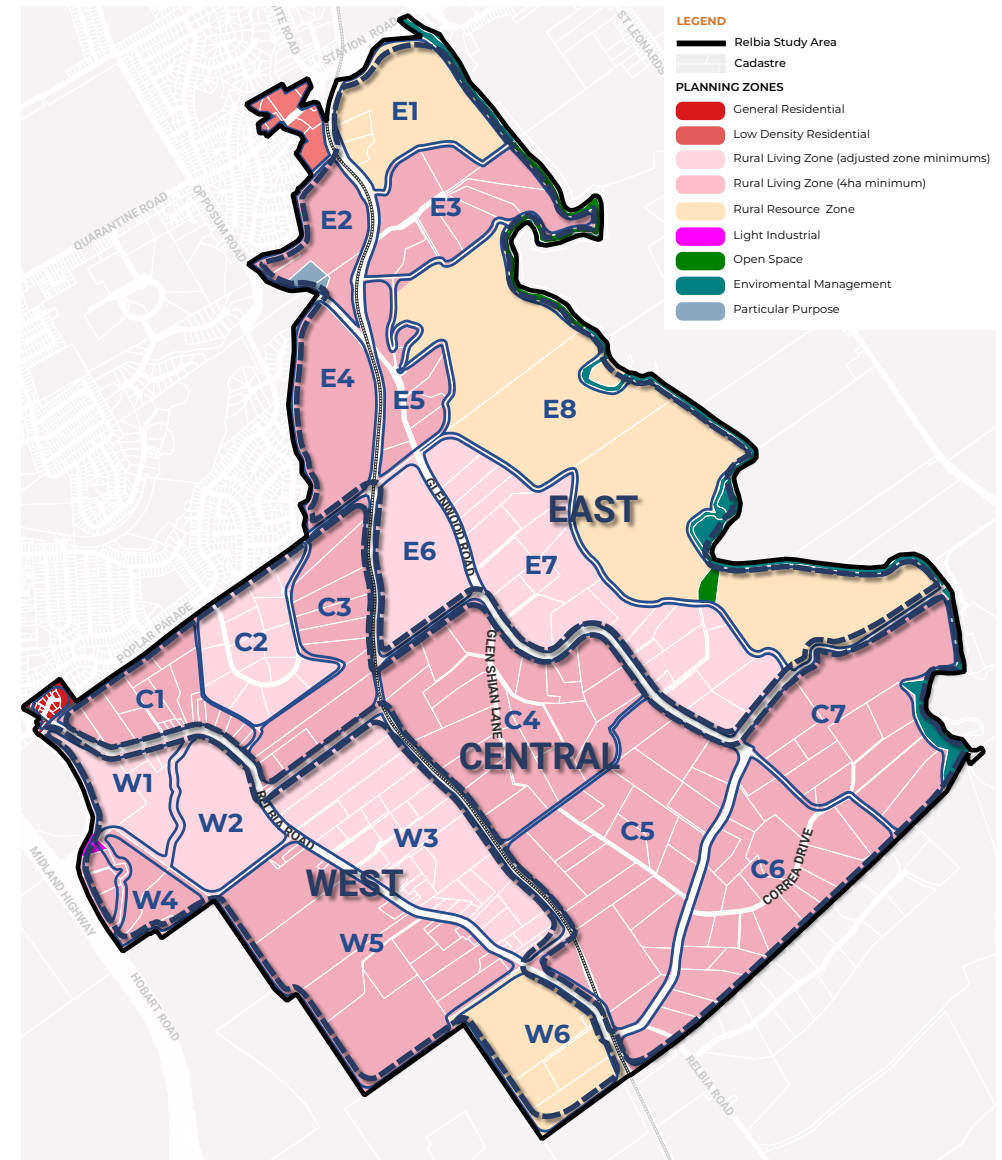 LEGEND
Relbia Study Area
Cadastre
PLANNING ZONES
General Residential
Low Density Residential
Rural Living Zone (adjusted zone minimums)
Rural Living Zone (4ha minimum)
Rural Resource Zone
Light Industrial
Open Space
Enviromental Management
Particular Purpose
STATION ROAD
ST LEONARDS
ITE ROAD
QUARANTINE ROAD
OPPOSUM ROAD
E1
E2
E3
E4
E5
E8
EAST
GLENWOOD ROAD
E6
E7
C3
C2
POPLAR PARADE
C1
GLEN SHIAN LANE
C4
C7
CENTRAL
W1
W2
RELBIA ROAD
W3
C5
C6
CORREA DRIVE
WEST
W4
MIDLAND HIGHWAY
W5
HOBART ROAD
W6
RELBIA ROAD